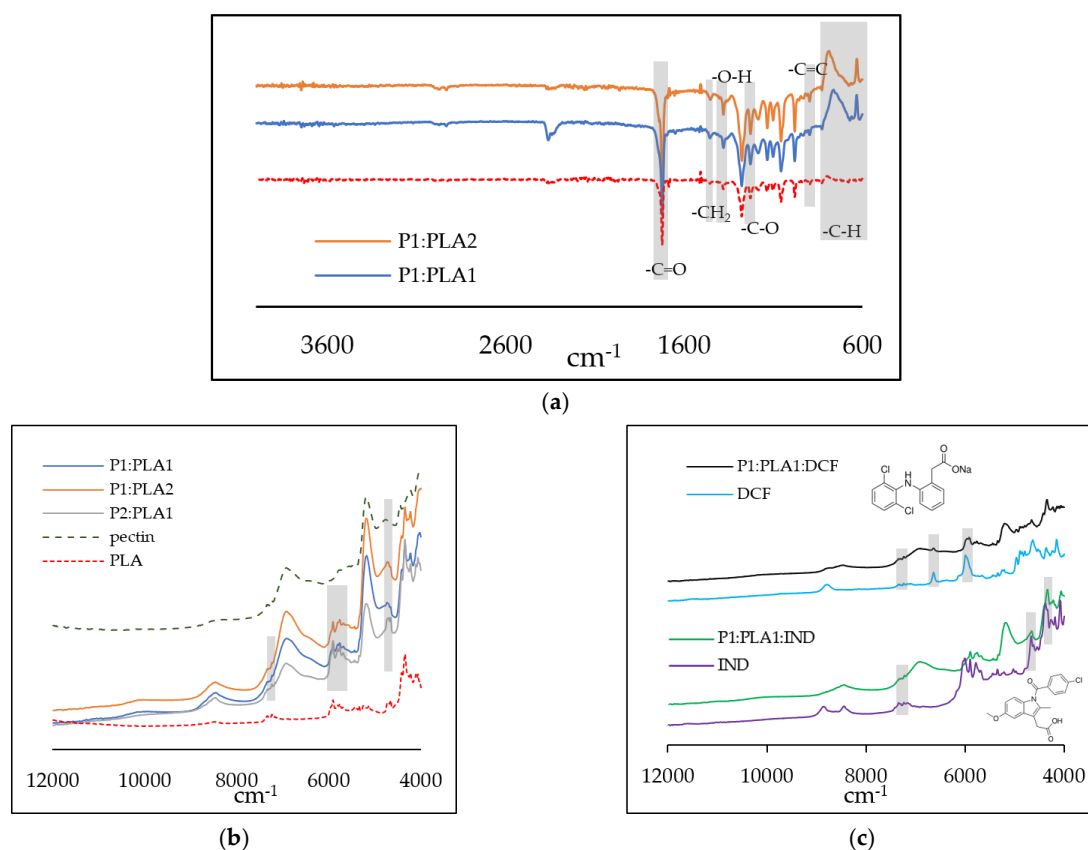 -O-H
-C=C
-CH2
-C-O
-C-H
-C=O
P1:PLA2
P1:PLA1
3600
2600
1600
600
cm-1
(a)
P1:PLA1
P1:PLA2
P2:PLA1
pectin
PLA
12000
10000
8000
6000
4000
cm-1
(b)
P1:PLA1:DCF
DCF
O
ONa
Cl
H
N
Cl
P1:PLA1:IND
IND
Cl
O
N
O
OH
O
12000
10000
8000
6000
4000
cm-1
(c)